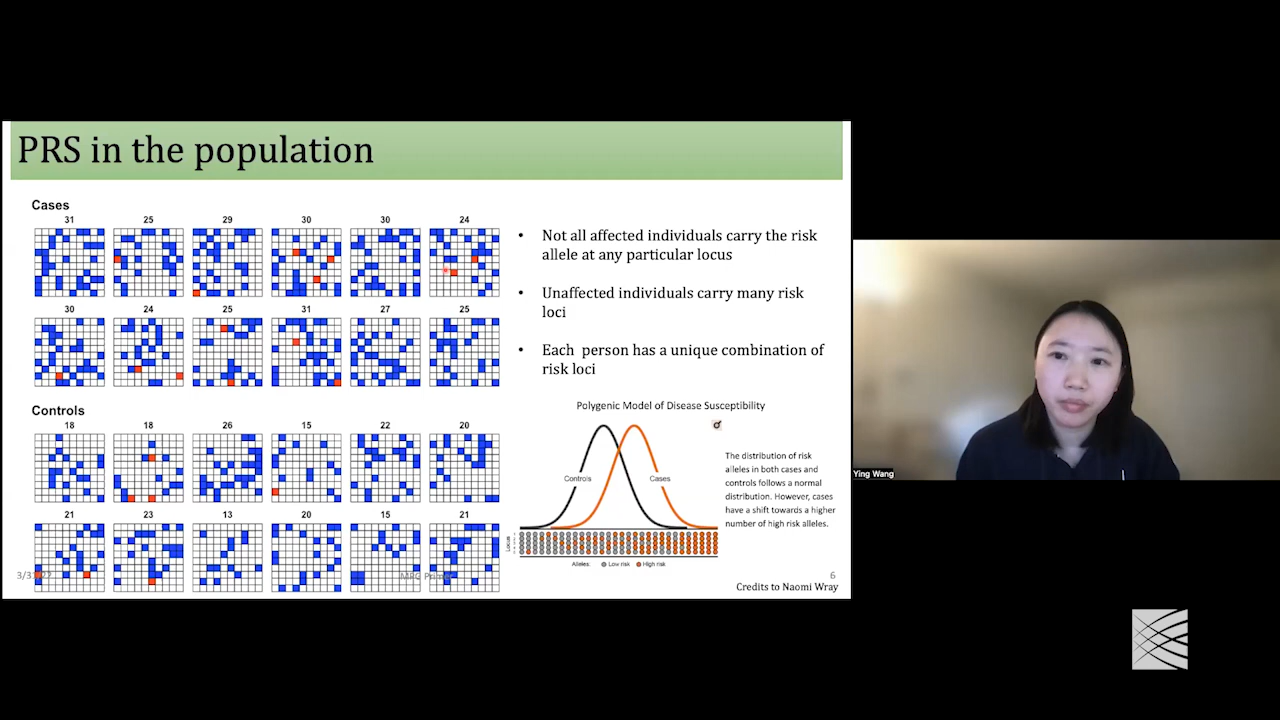 PRS in the population
Cases
31 25 29 30 30 24
30 24 25 31 27 25
Controls
18 18 26 15 22 20
21 23 13 20 15 21
• Not all affected individuals carry the risk
allele at any particular locus
• Unaffected individuals carry many risk
loci
• Each person has a unique combination of
risk loci
Polygenic Model of Disease Susceptibility
Controls
Cases
Locus
Alleles: Low risk High risk
The distribution of risk
alleles in both cases and
controls follows a normal
distribution. However, cases
have a shift towards a higher
number of high risk alleles.
6
Credits to Naomi Wray
Ying Wang